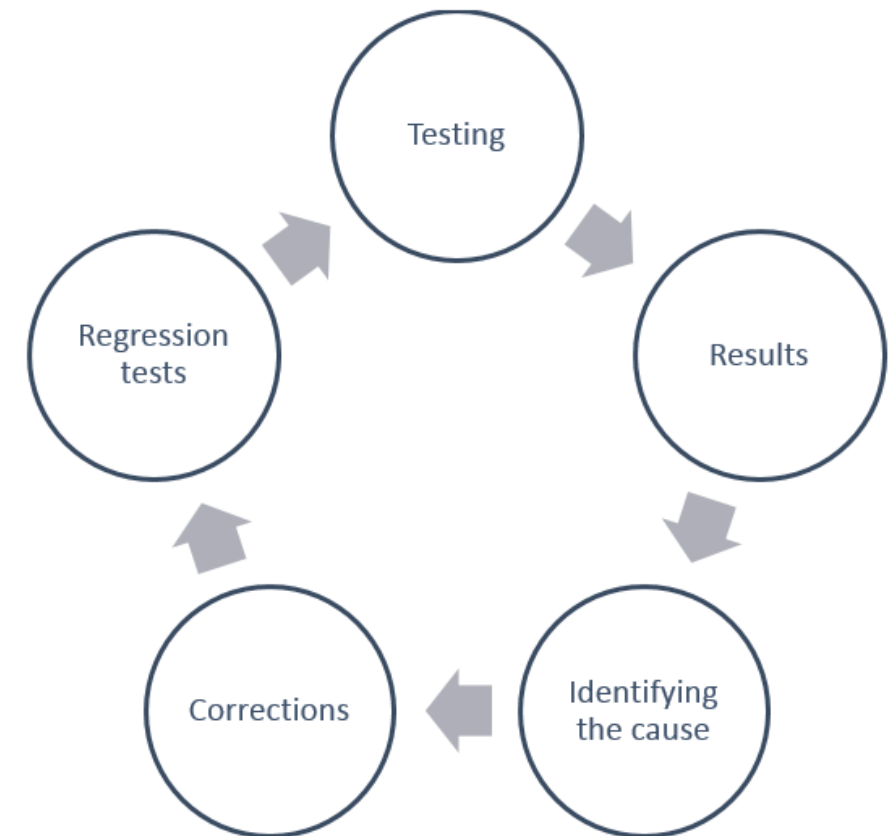 Testing
Results
Identifying
the cause
Corrections
Regression
tests